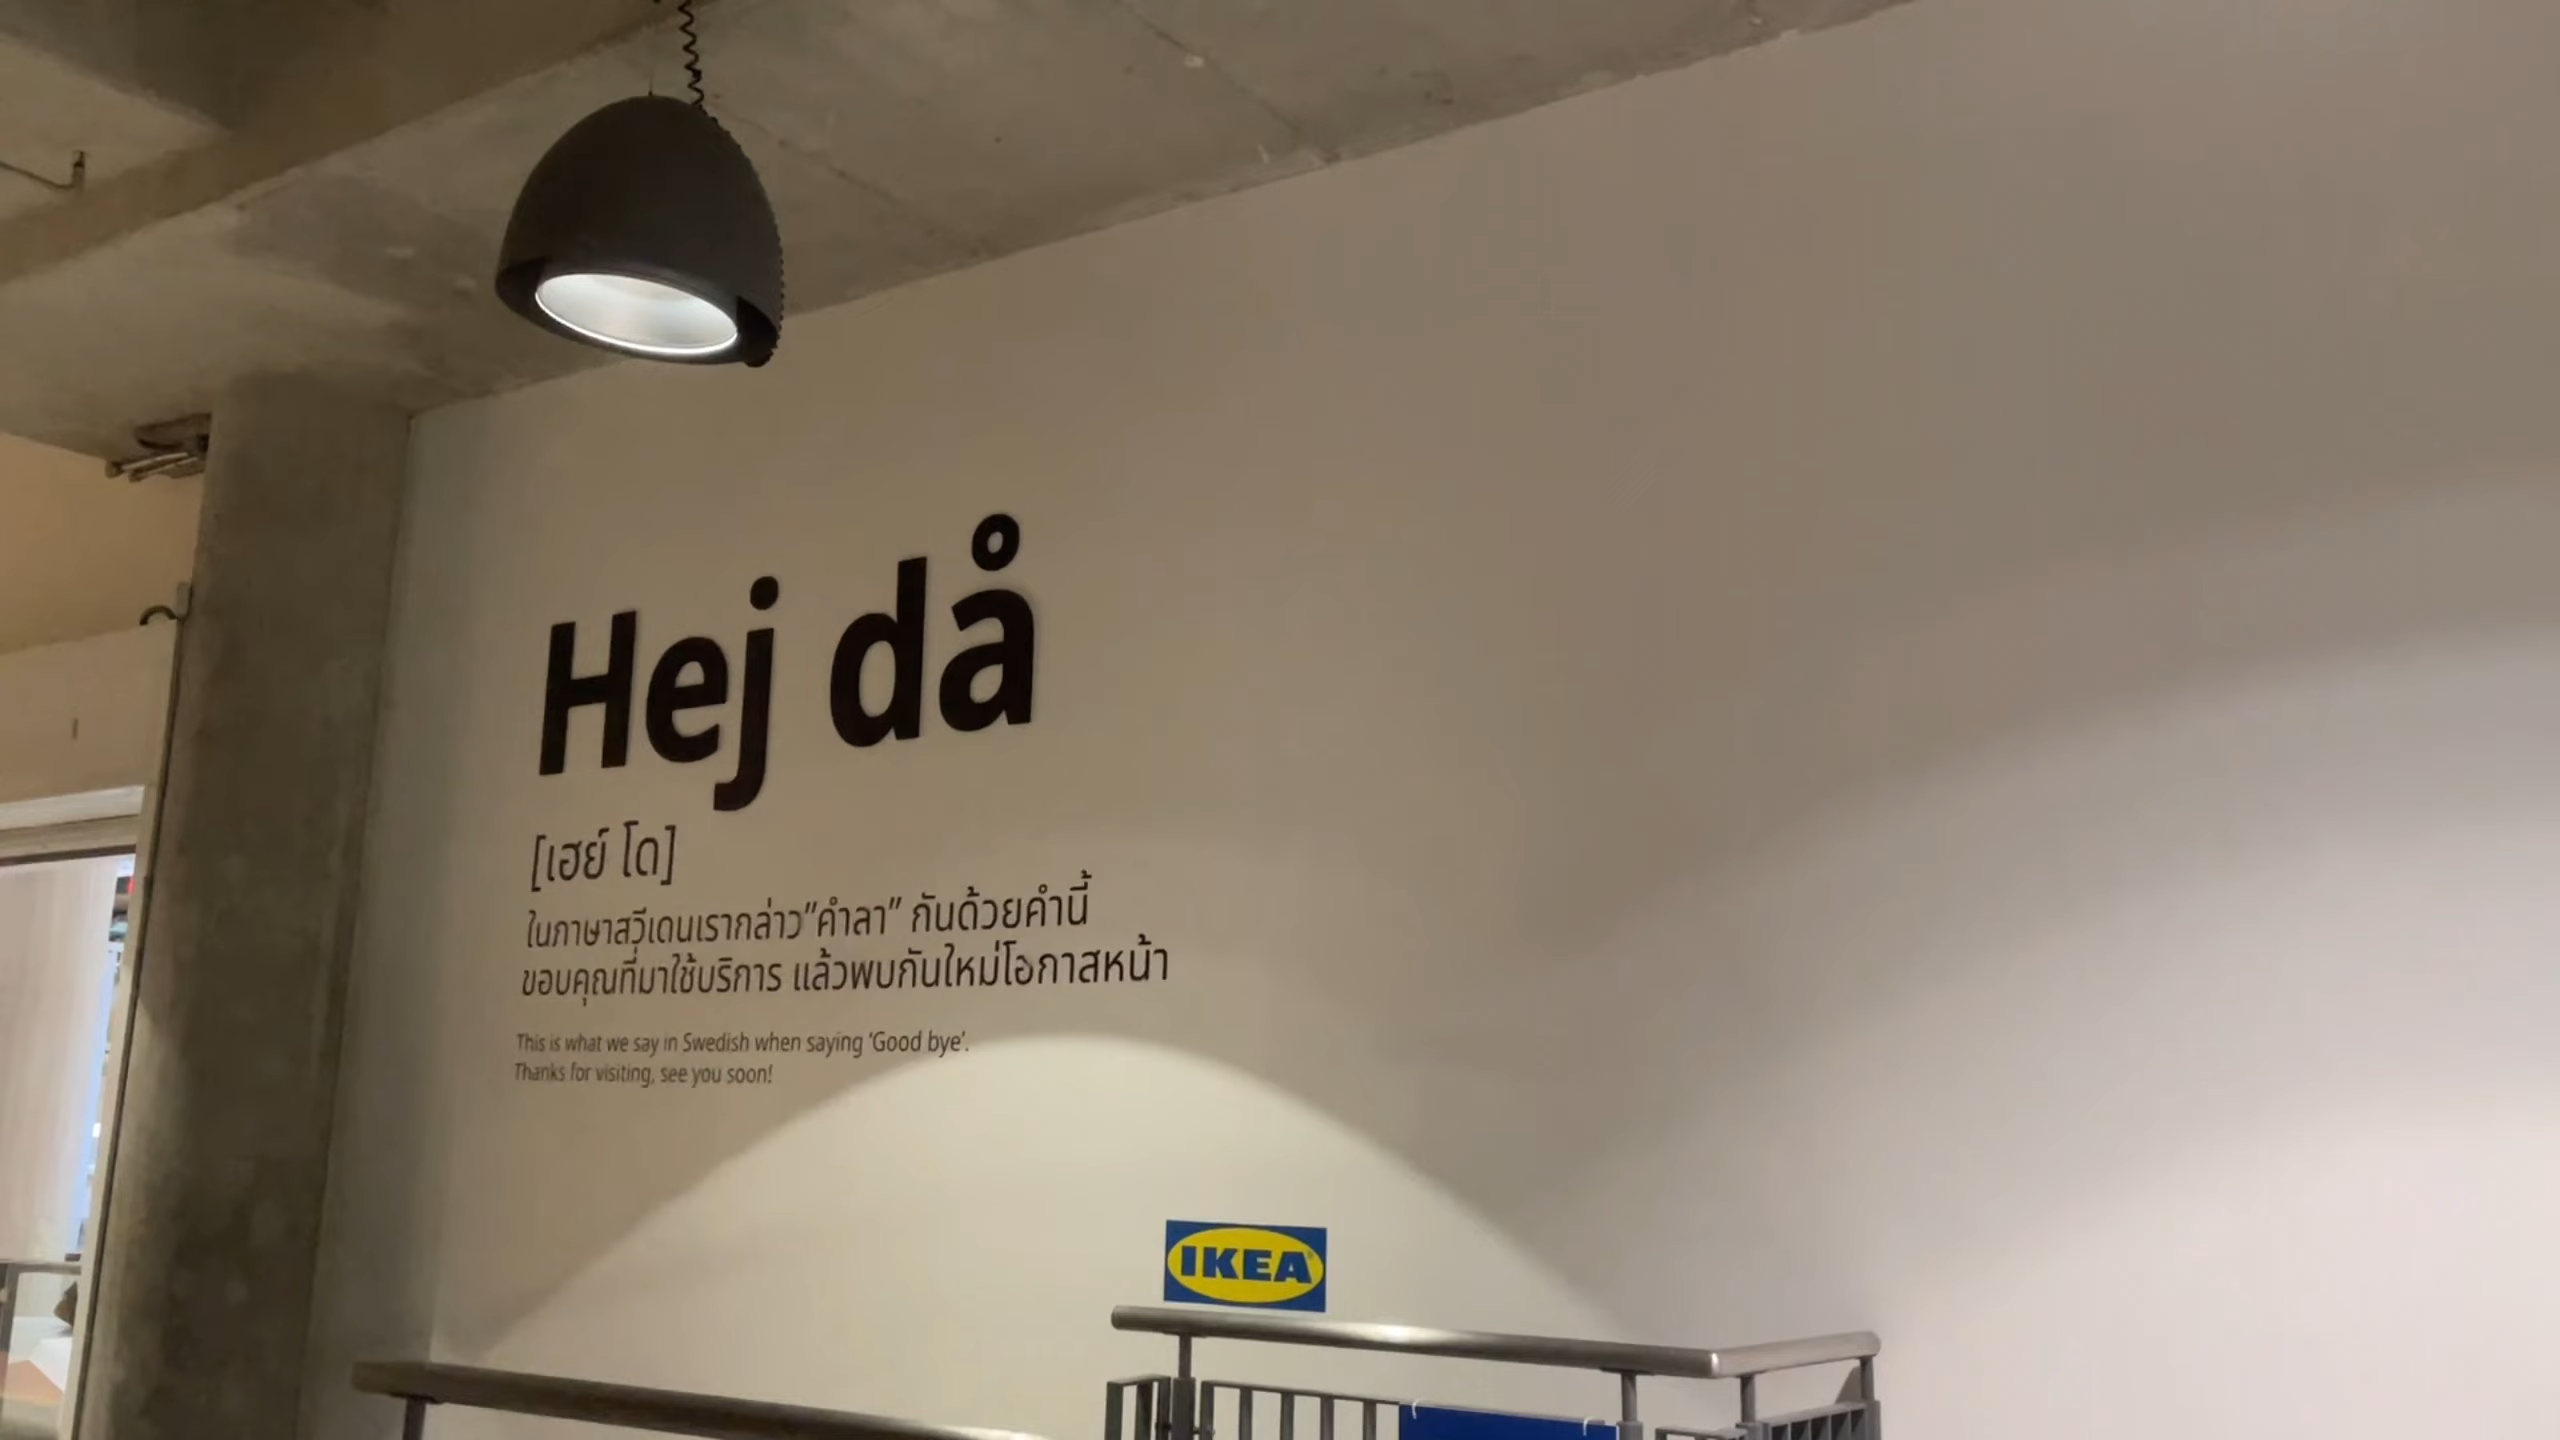 Hej då
[เฮย์ โด]
ในภาษาสวีเดนเรากล่าว”คำลา” กันด้วยคำนี้
ขอบคุณที่มาใช้บริการ แล้วพบกันใหม่โอกาสหน้า
This is what we say in Swedish when saying ‘Good bye’.
Thanks for visiting, see you soon!
IKEA